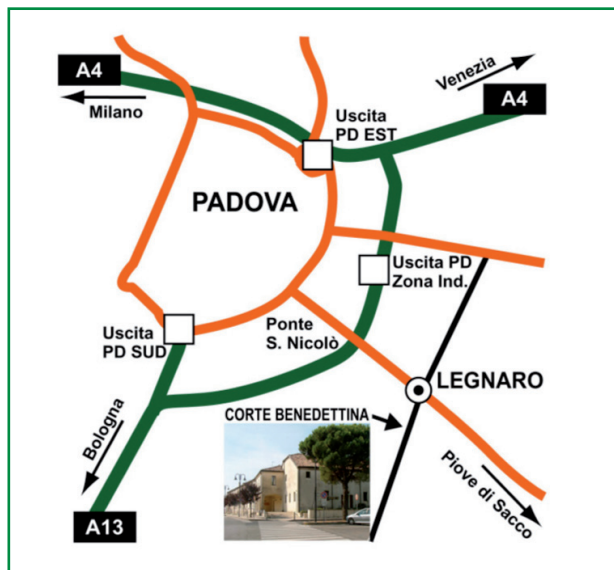 A4
Milano
Venezia
A4
Uscita
PD EST
PADOVA
Uscita PD
Zona Ind.
Uscita
PD SUD
Ponte
S. Nicolò
LEGNARO
CORTE BENEDETTINA
Bologna
Piove di Sacco
A13